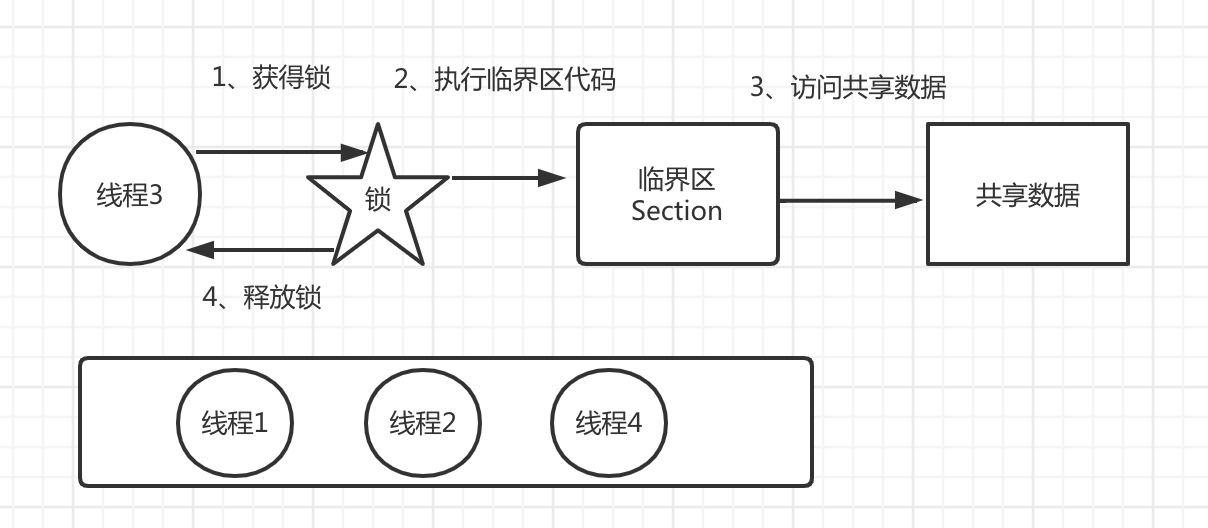 1、获得锁
2、执行临界区代码
3、访问共享数据
线程3
锁
临界区
Section
共享数据
4、释放锁
线程1
线程2
线程4